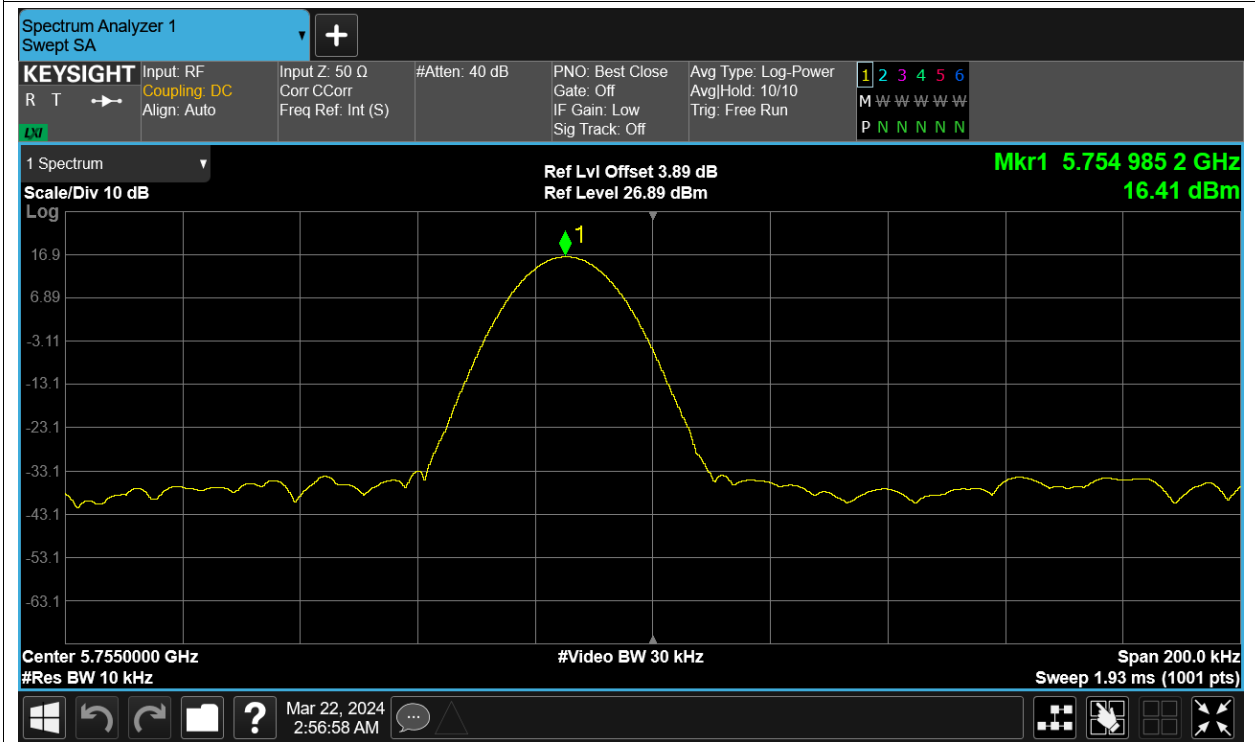 Spectrum Analyzer 1
Swept SA
KEYSIGHT Input: RF Input Z: 50 Ω #Atten: 40 dB PNO: Best Close Avg Type: Log-Power 1 2 3 4 5 6
R T Coupling: DC Corr CCorr Gate: Off Avg|Hold: 10/10 M W W W W W
Align: Auto Freq Ref: Int (S) IF Gain: Low Trig: Free Run P N N N N N
LXI Sig Track: Off
1 Spectrum Ref Lvl Offset 3.89 dB Mkr1 5.754 985 2 GHz
Scale/Div 10 dB Ref Level 26.89 dBm 16.41 dBm
Log
1
16.9
6.89
-3.11
-13.1
-23.1
-33.1
-43.1
-53.1
-63.1
Center 5.7550000 GHz #Video BW 30 kHz Span 200.0 kHz
#Res BW 10 kHz Sweep 1.93 ms (1001 pts)
? Mar 22, 2024
2:56:58 AM